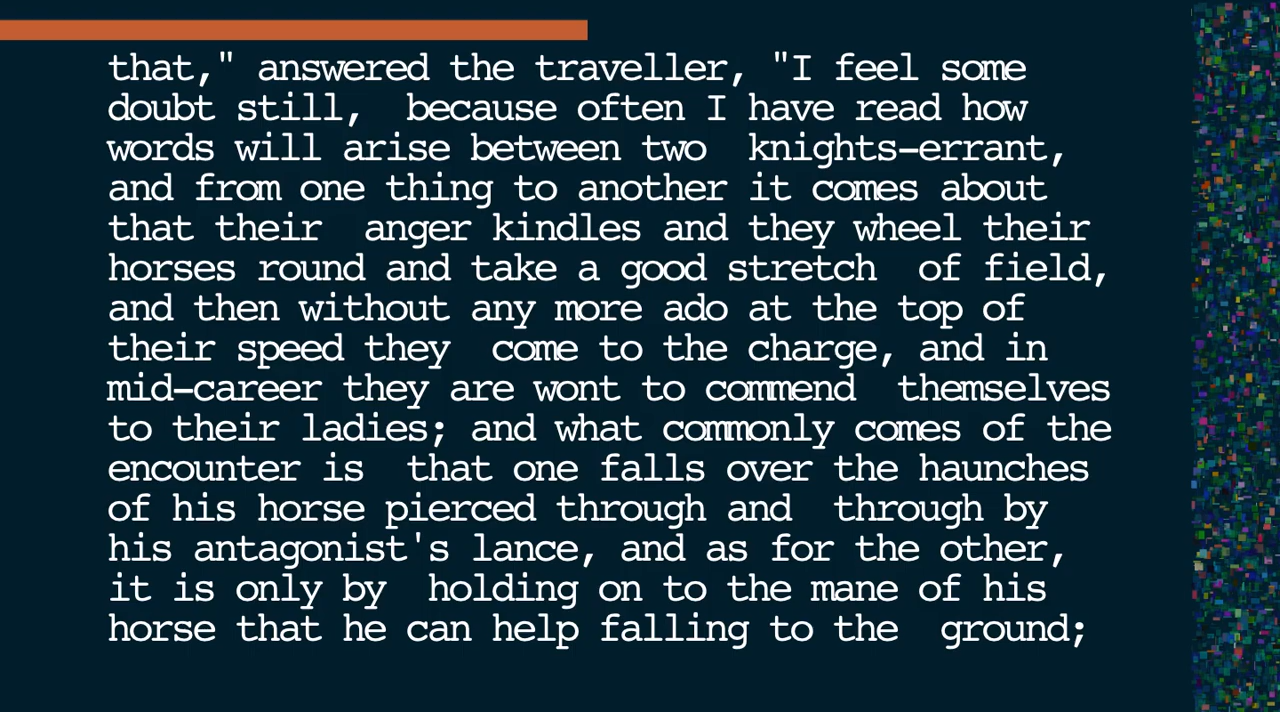 that," answered the traveller, "I feel some
doubt still,  because often I have read how
words will arise between two  knights-errant,
and from one thing to another it comes about
that their  anger kindles and they wheel their
horses round and take a good stretch  of field,
and then without any more ado at the top of
their speed they  come to the charge, and in
mid-career they are wont to commend  themselves
to their ladies; and what commonly comes of the
encounter is  that one falls over the haunches
of his horse pierced through and  through by
his antagonist's lance, and as for the other,
it is only by  holding on to the mane of his
horse that he can help falling to the  ground;